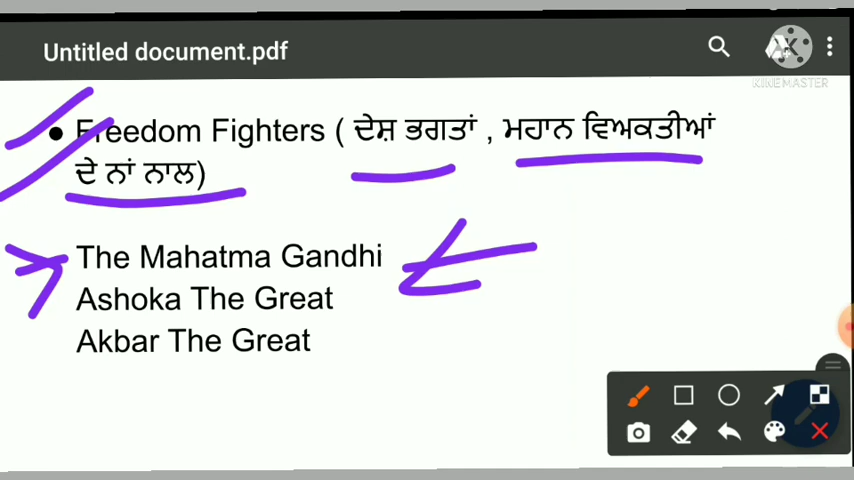 Untitled document.pdf
KINEMASTER
• Freedom Fighters ( ਦੇਸ਼ ਭਗਤਾਂ , ਮਹਾਨ ਵਿਅਕਤੀਆਂ
ਦੇ ਨਾਂ ਨਾਲ)
The Mahatma Gandhi
Ashoka The Great
Akbar The Great